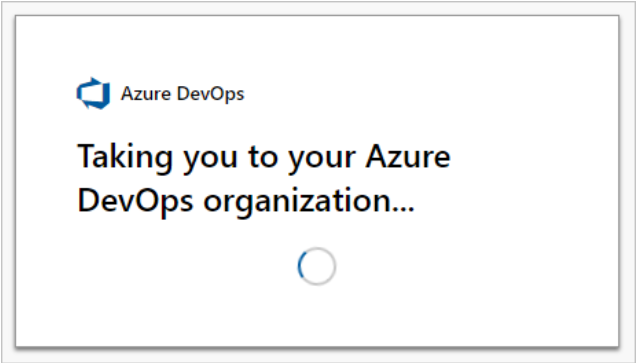 Azure DevOps
Taking you to your Azure
DevOps organization...